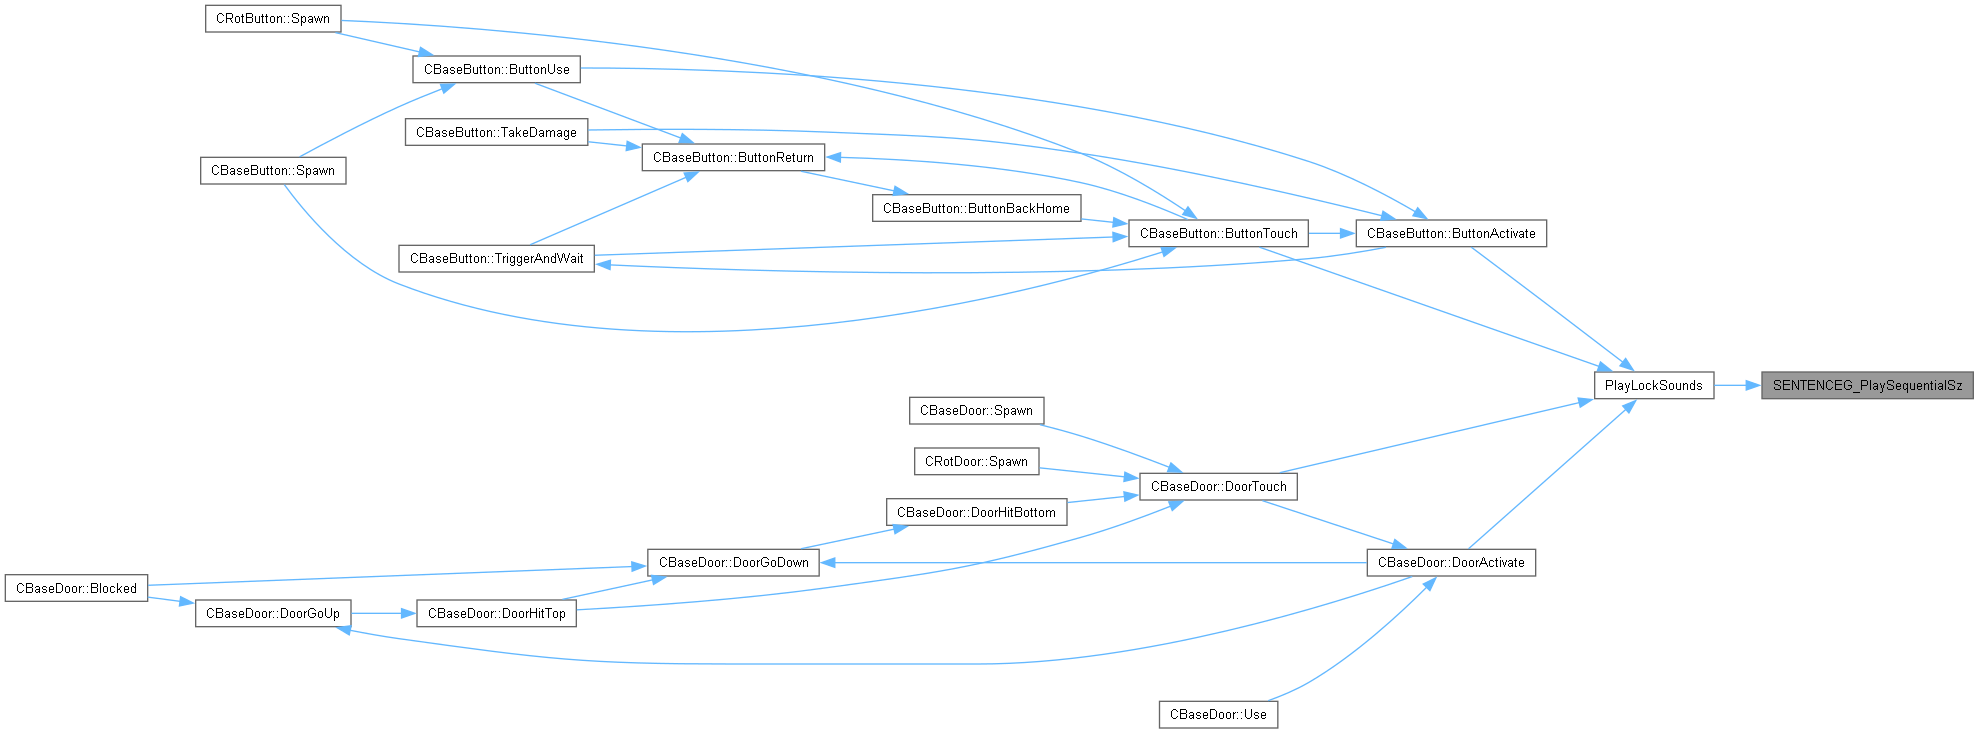 CRotButton::Spawn
CBaseButton::ButtonUse
CBaseButton::TakeDamage
CBaseButton::ButtonReturn
CBaseButton::Spawn
CBaseButton::ButtonBackHome
CBaseButton::ButtonTouch
CBaseButton::ButtonActivate
CBaseButton::TriggerAndWait
PlayLockSounds
SENTENCEG_PlaySequentialSz
CBaseDoor::Spawn
CRotDoor::Spawn
CBaseDoor::DoorTouch
CBaseDoor::DoorHitBottom
CBaseDoor::DoorGoDown
CBaseDoor::DoorActivate
CBaseDoor::Blocked
CBaseDoor::DoorGoUp
CBaseDoor::DoorHitTop
CBaseDoor::Use